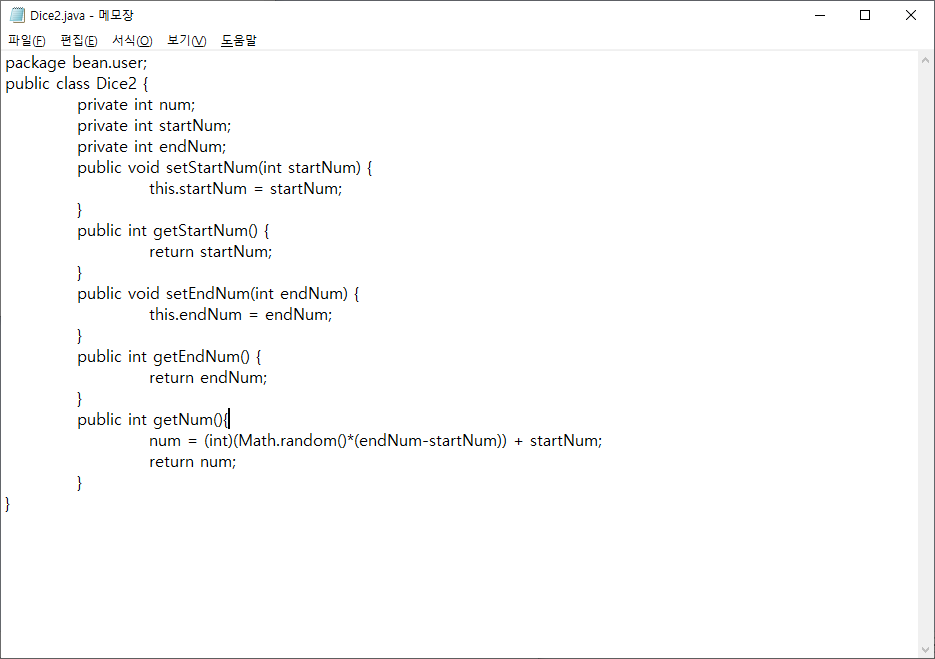 Dice2.java - 메모장
파일(F) 편집(E) 서식(O) 보기(V) 도움말
package bean.user;
public class Dice2 {
private int num;
private int startNum;
private int endNum;
public void setStartNum(int startNum) {
this.startNum = startNum;
}
public int getStartNum() {
return startNum;
}
public void setEndNum(int endNum) {
this.endNum = endNum;
}
public int getEndNum() {
return endNum;
}
public int getNum(){
num = (int)(Math.random()*(endNum-startNum)) + startNum;
return num;
}
}